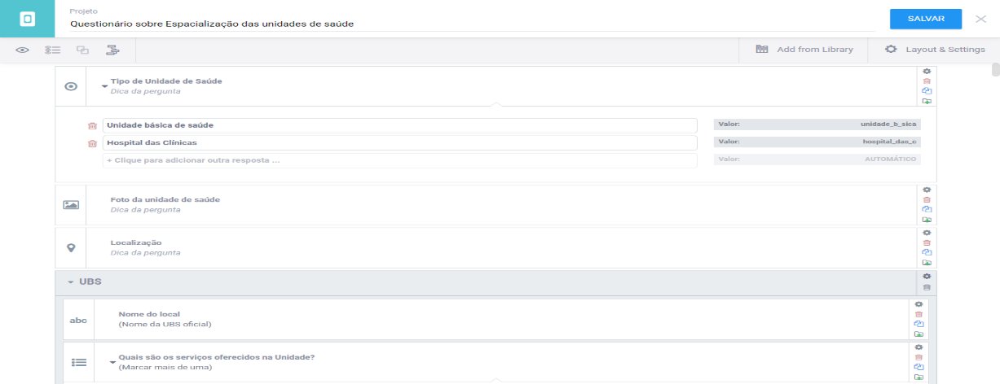 Projeto
Questionário sobre Espacialização das unidades de saúde
SALVAR
Add from Library
Layout & Settings
Tipo de Unidade de Saúde
Dica da pergunta
Unidade básica de saúde
Valor: unidade_b_sica
Hospital das Clínicas
Valor: hospital_das_c
+ Clique para adicionar outra resposta ...
Valor: AUTOMÁTICO
Foto da unidade de saúde
Dica da pergunta
Localização
Dica da pergunta
UBS
abc
Nome do local
(Nome da UBS oficial)
Quais são os serviços oferecidos na Unidade?
(Marcar mais de uma)